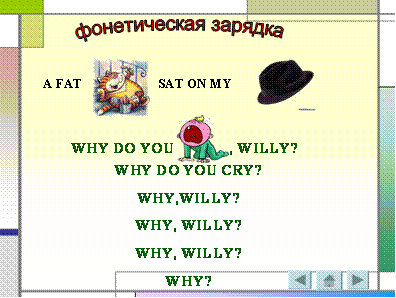 фонетическая зарядка
A FAT SAT ON MY
WHY DO YOU , WILLY?
WHY DO YOU CRY?
WHY,WILLY?
WHY, WILLY?
WHY, WILLY?
WHY?